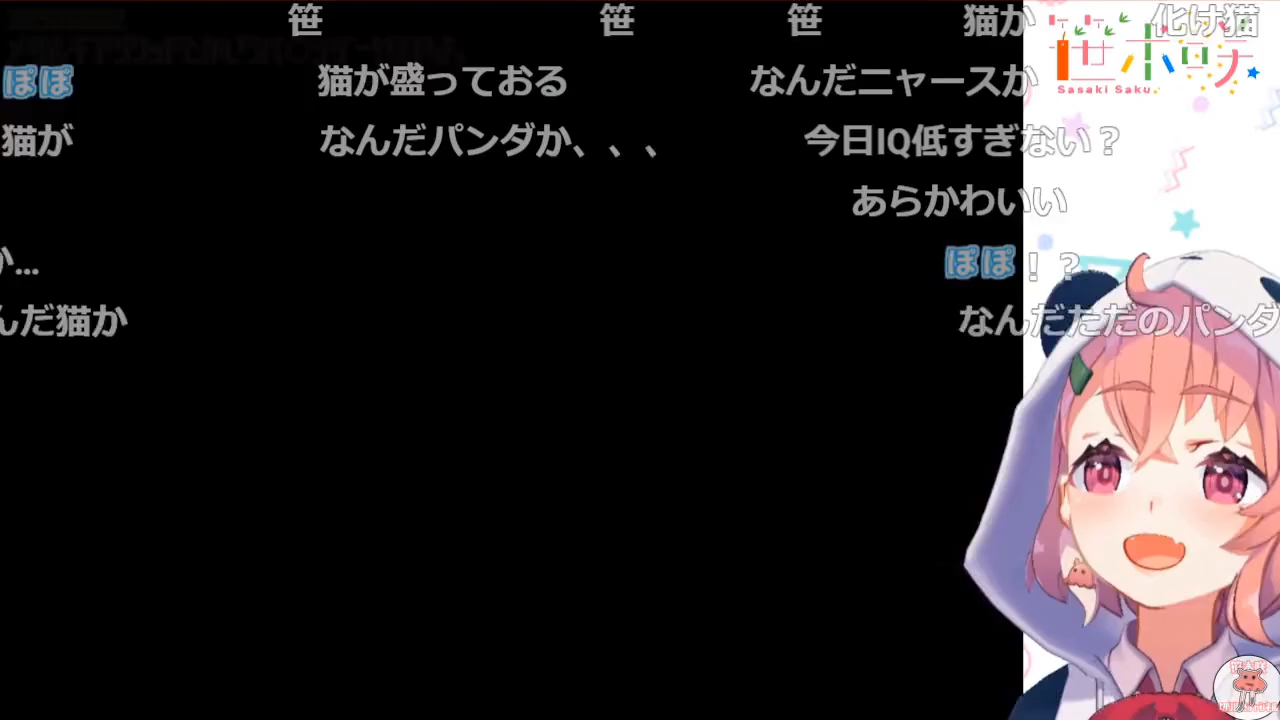 笹 笹 笹 猫か 化け猫
ぽぽ 猫が盛っておる なんだニャースか
猫が なんだパンダか、、、 今日IQ低すぎない？
あらかわいい
か... ぽぽ！？
んだ猫か なんだただのパンダ
Sasaki Saku.